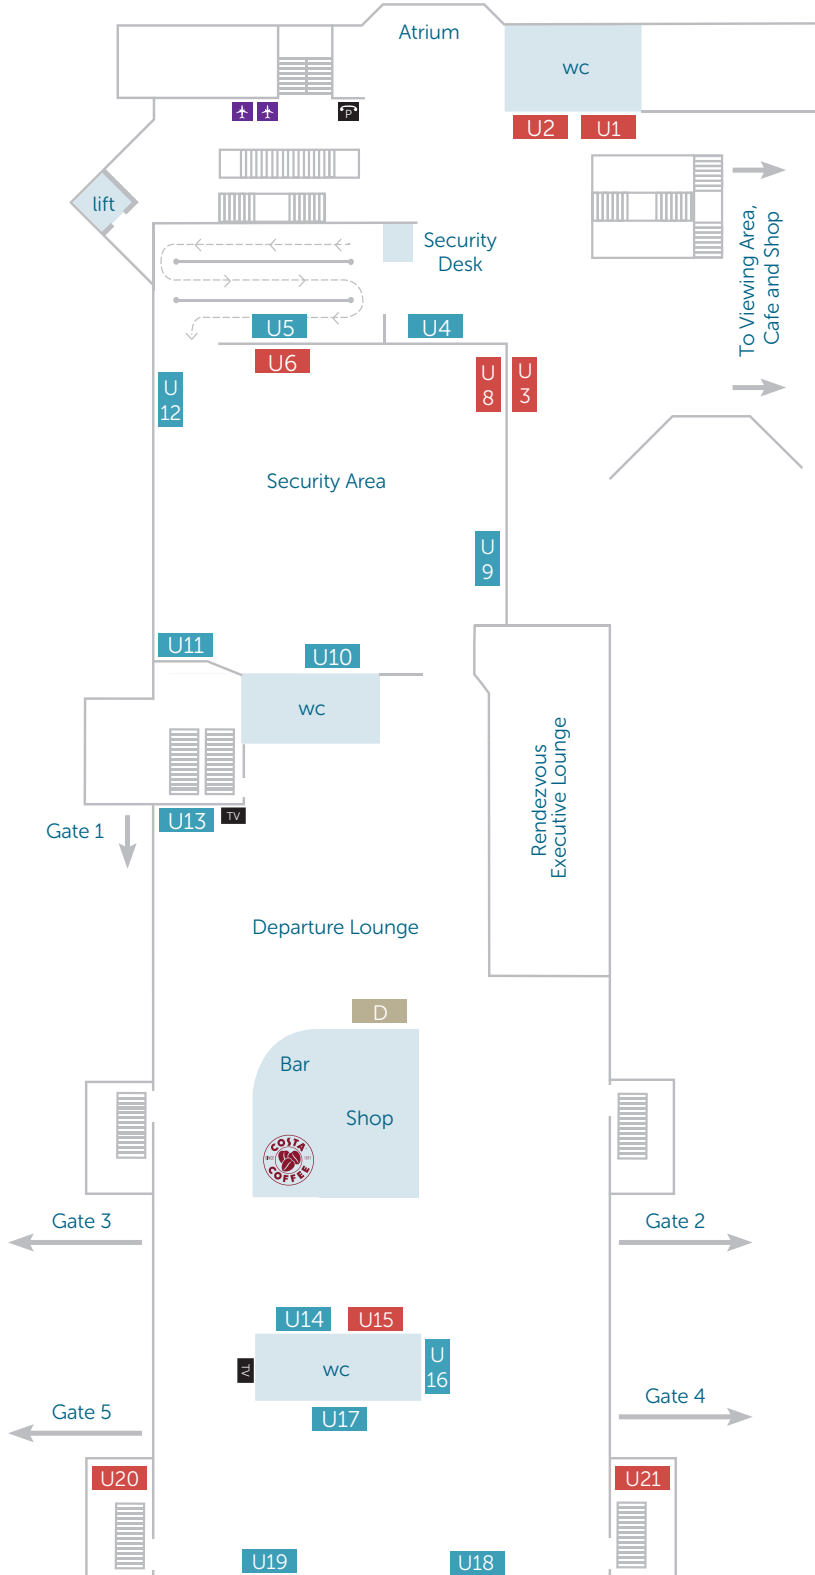 Atrium
wc
P
U2
U1
lift
Security
Desk
To Viewing Area,
Cafe and Shop
U5
U4
U6
U
8
U
3
U
12
Security Area
U
9
U11
U10
wc
Rendezvous
Executive Lounge
U13
TV
Gate 1
Departure Lounge
D
Bar
Shop
COSTA
COFFEE
Gate 3
Gate 2
U14
U15
wc
TV
U
16
U17
Gate 5
Gate 4
U20
U21
U19
U18